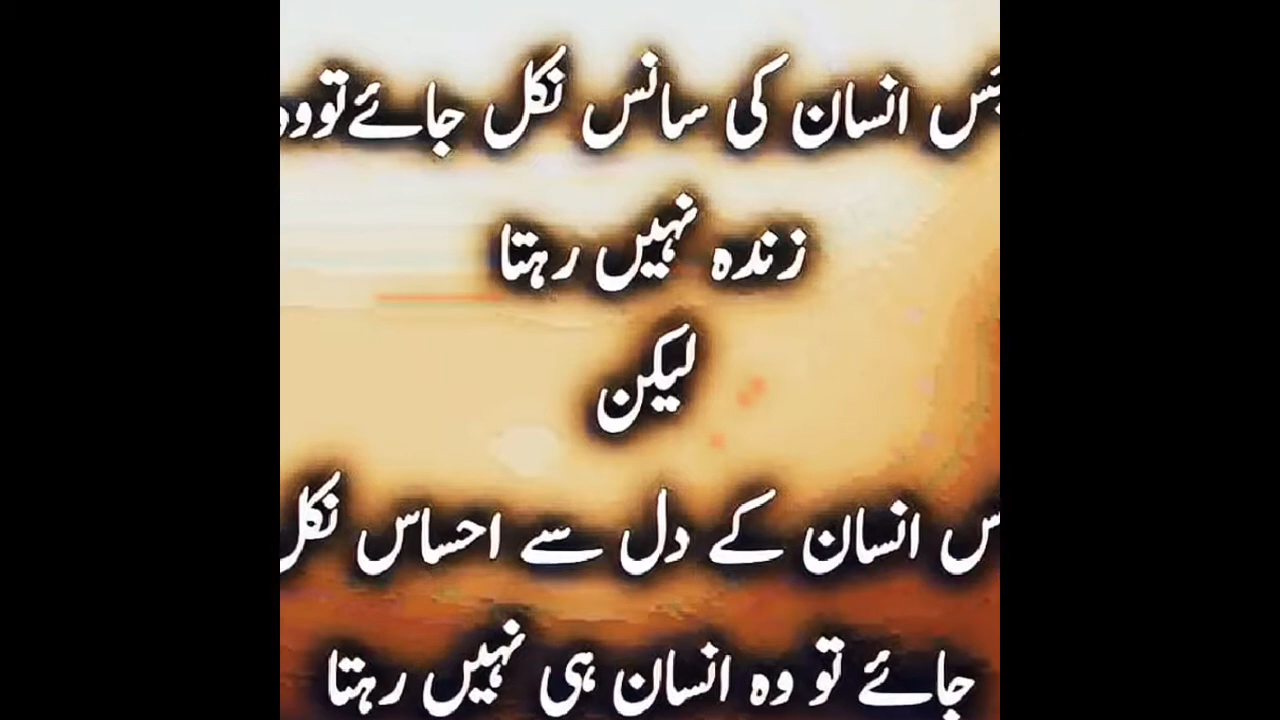 جس انسان کی سانس نکل جائے تو وہ
زندہ نہیں رہتا
لیکن
جس انسان کے دل سے احساس نکل
جائے تو وہ انسان ہی نہیں رہتا